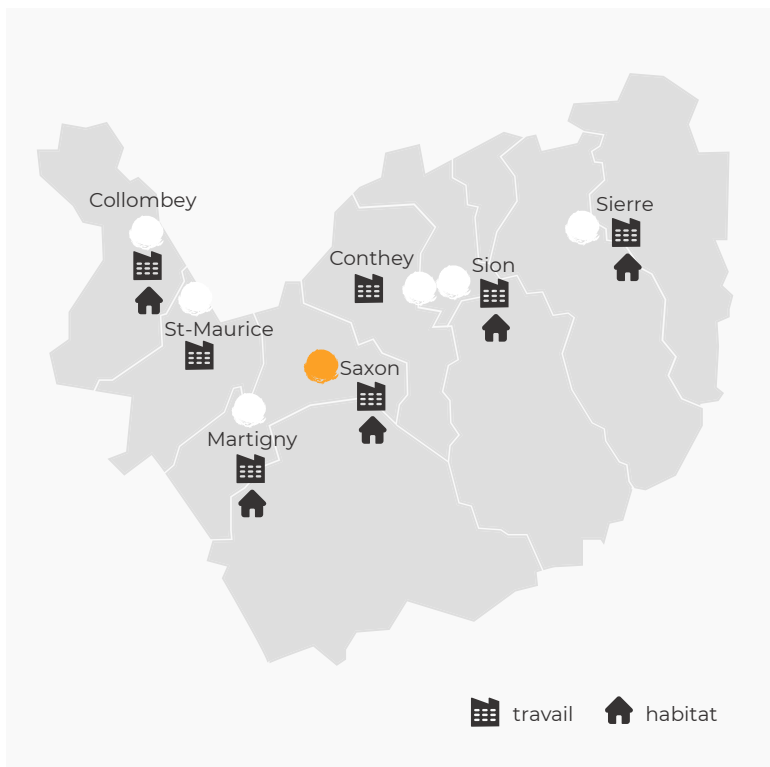 Collombey
Sierre
Conthey
Sion
St-Maurice
Saxon
Martigny
travail
habitat